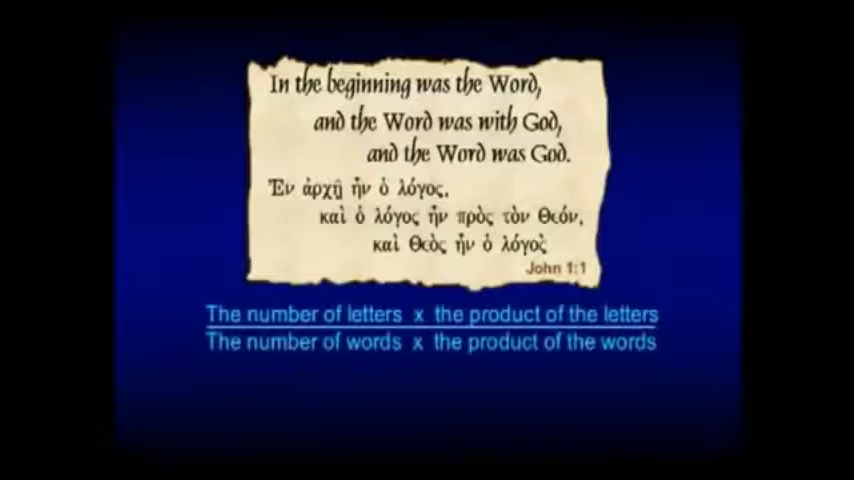 In the beginning was the Word,
and the Word was with God,
and the Word was God.
Ἐν ἀρχῇ ἦν ὁ λόγος,
καὶ ὁ λόγος ἦν πρὸς τὸν Θεόν,
καὶ Θεὸς ἦν ὁ λόγος
John 1:1
The number of letters x the product of the letters
The number of words x the product of the words